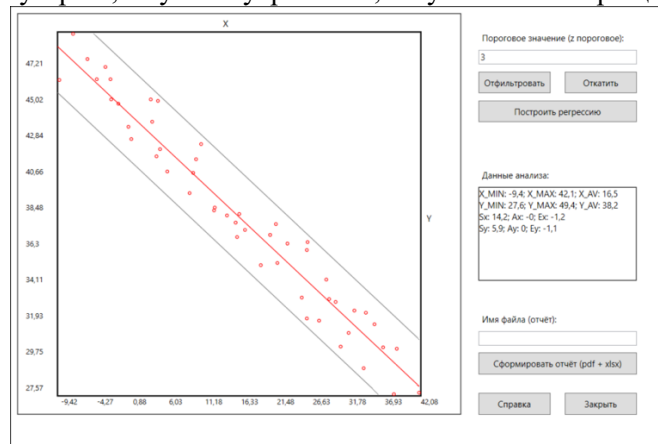 X
47,21
45,02
42,84
40,66
38,48
36,3
34,11
31,93
29,75
27,57
-9,42 -4,27 0,88 6,03 11,18 16,33 21,48 26,63 31,78 36,93 42,08
Y
Пороговое значение (z пороговое):
3
Отфильтровать Откатить
Построить регрессию
Данные анализа:
X_MIN: -9,4; X_MAX: 42,1; X_AV: 16,5
Y_MIN: 27,6; Y_MAX: 49,4; Y_AV: 38,2
Sx: 14,2; Ax: -0; Ex: -1,2
Sy: 5,9; Ay: 0; Ey: -1,1
Имя файла (отчёт):
Сформировать отчёт (pdf + xlsx)
Справка Закрыть